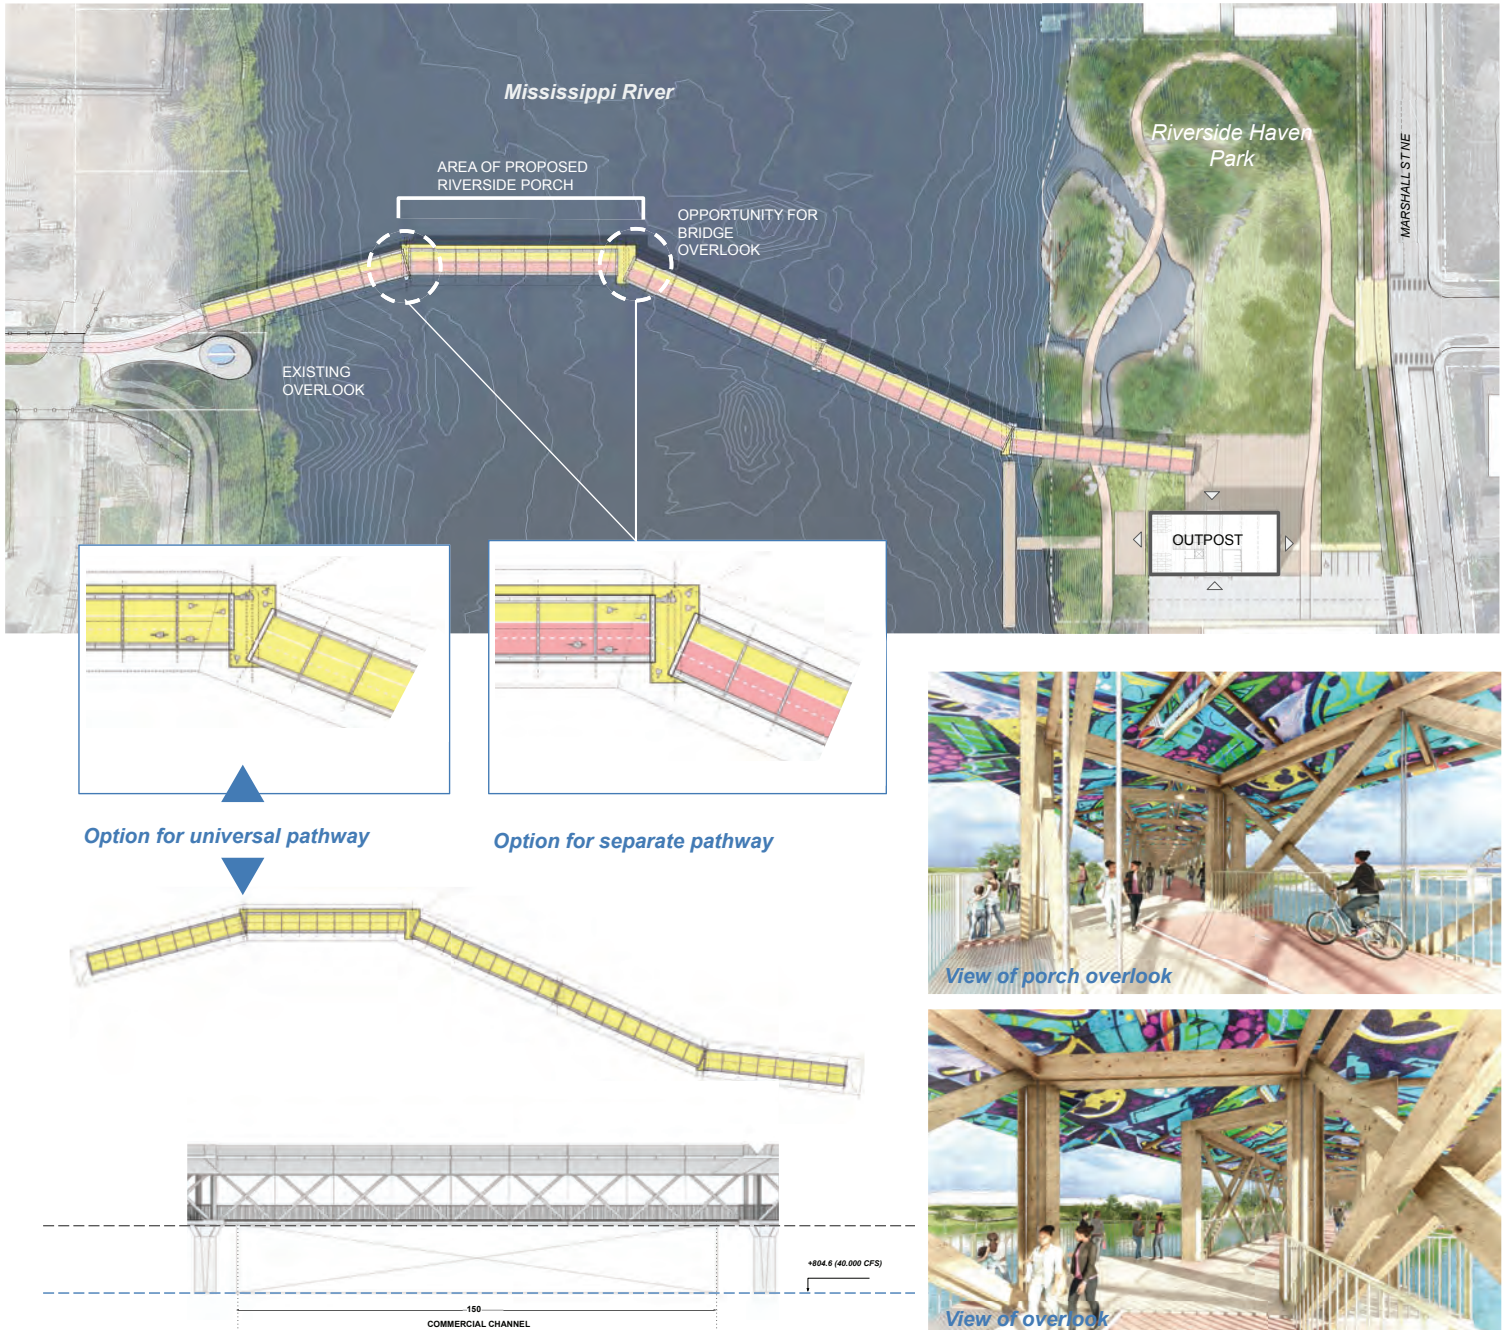 Mississippi River
Riverside Haven
Park
MARSHALL ST NE
AREA OF PROPOSED
RIVERSIDE PORCH
OPPORTUNITY FOR
BRIDGE
OVERLOOK
EXISTING
OVERLOOK
OUTPOST
Option for universal pathway
Option for separate pathway
View of porch overlook
+804.6 (40.000 CFS)
150
COMMERCIAL CHANNEL
View of overlook